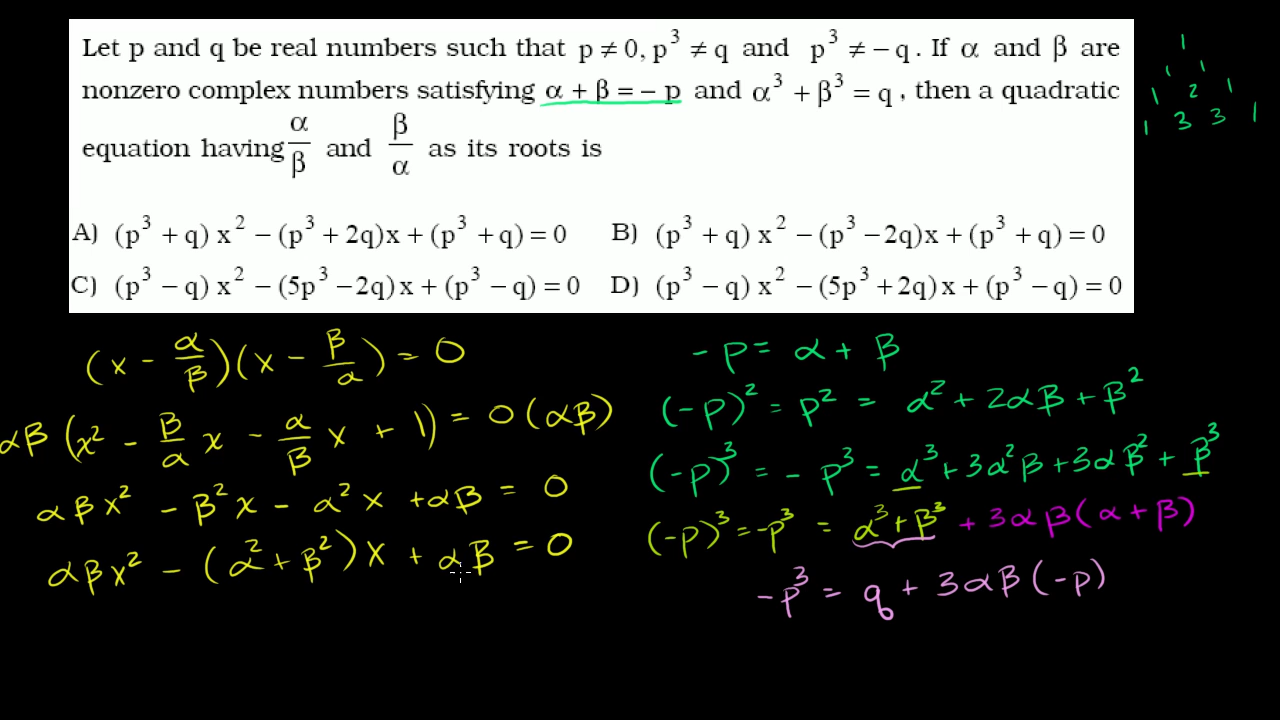 Let p and q be real numbers such that p ≠ 0, p³ ≠ q and p³ ≠ − q . If α and β are
nonzero complex numbers satisfying α + β = − p and α³ + β³ = q , then a quadratic
equation having α/β and β/α as its roots is
A) (p³ + q) x² − (p³ + 2q)x + (p³ + q) = 0
B) (p³ + q) x² − (p³ − 2q)x + (p³ + q) = 0
C) (p³ − q) x² − (5p³ − 2q) x + (p³ − q) = 0
D) (p³ − q) x² − (5p³ + 2q) x + (p³ − q) = 0
1
1 1
1 2 1
1 3 3 1
(x − α/β)(x − β/α) = 0
αβ (x² − β/α x − α/β x + 1) = 0 (αβ)
αβx² − β²x − α²x + αβ = 0
αβx² − (α² + β²)x + αβ = 0
−p = α + β
(−p)² = p² = α² + 2αβ + β²
(−p)³ = − p³ = α³ + 3α²β + 3αβ² + β³
(−p)³ = −p³ = α³ + β³ + 3αβ(α + β)
−p³ = q + 3αβ(−p)